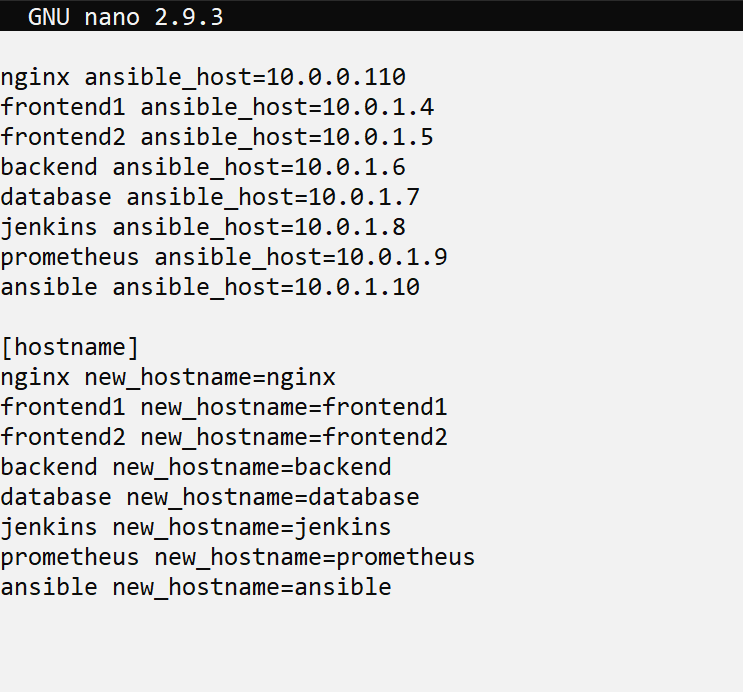 GNU nano 2.9.3
nginx ansible_host=10.0.0.110
frontend1 ansible_host=10.0.1.4
frontend2 ansible_host=10.0.1.5
backend ansible_host=10.0.1.6
database ansible_host=10.0.1.7
jenkins ansible_host=10.0.1.8
prometheus ansible_host=10.0.1.9
ansible ansible_host=10.0.1.10
[hostname]
nginx new_hostname=nginx
frontend1 new_hostname=frontend1
frontend2 new_hostname=frontend2
backend new_hostname=backend
database new_hostname=database
jenkins new_hostname=jenkins
prometheus new_hostname=prometheus
ansible new_hostname=ansible